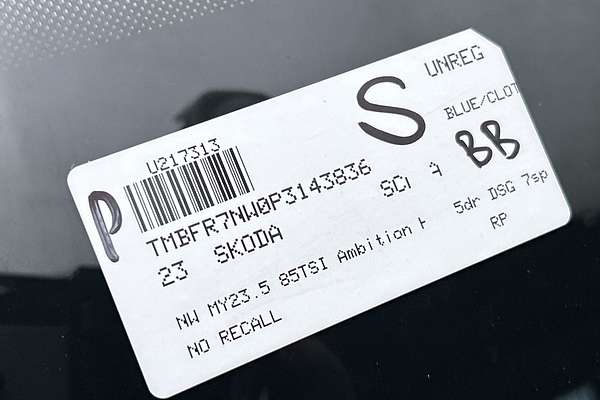 U217313
S
UNREG
P
TMBFR7NW0P3143836
BLUE/CLOT
BB
23 SKODA
NW MY23.5 85TSI Ambition
5dr DSG 7sp
NO RECALL
RP